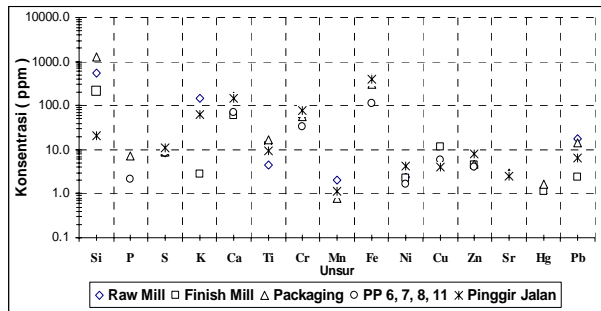 Konsentrasi ( ppm )
10000.0
1000.0
100.0
10.0
1.0
0.1
Si P S K Ca Ti Cr Mn Fe Ni Cu Zn Sr Hg Pb
Unsur
Raw Mill Finish Mill Packaging PP 6, 7, 8, 11 Pinggir Jalan